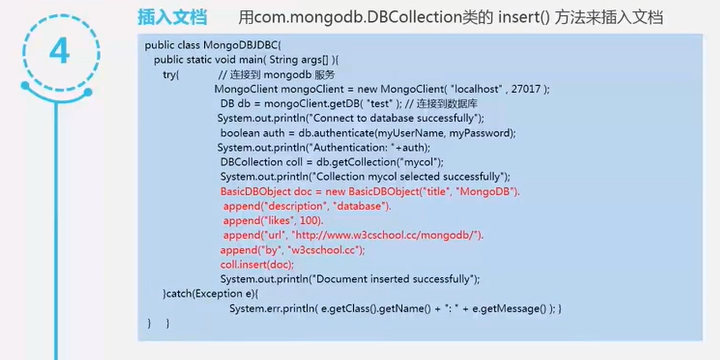 4
插入文档 用com.mongodb.DBCollection类的 insert() 方法来插入文档
public class MongoDBJDBC{
public static void main( String args[] ){
try{ // 连接到 mongodb 服务
MongoClient mongoClient = new MongoClient( "localhost" , 27017 );
DB db = mongoClient.getDB( "test" ); // 连接到数据库
System.out.println("Connect to database successfully");
boolean auth = db.authenticate(myUserName, myPassword);
System.out.println("Authentication: "+auth);
DBCollection coll = db.getCollection("mycol");
System.out.println("Collection mycol selected successfully");
BasicDBObject doc = new BasicDBObject("title", "MongoDB").
append("description", "database").
append("likes", 100).
append("url", "http://www.w3cschool.cc/mongodb/").
append("by", "w3cschool.cc");
coll.insert(doc);
System.out.println("Document inserted successfully");
}catch(Exception e){
System.err.println( e.getClass().getName() + ": " + e.getMessage() ); }
} }